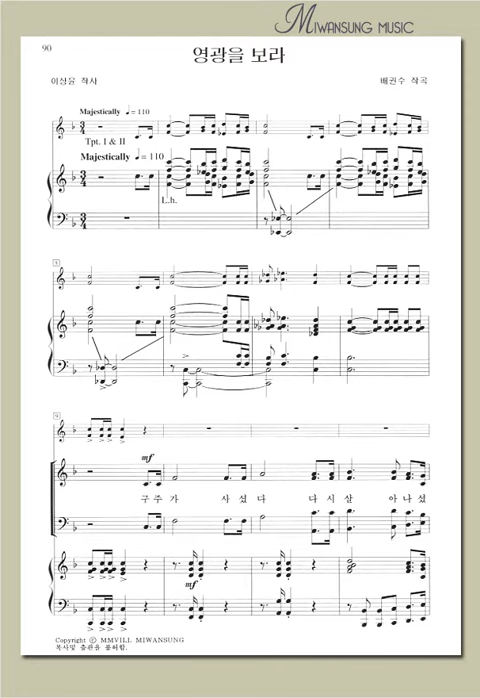 MIWANSUNG MUSIC
90
영광을 보라
이상윤 작사
배권수 작곡
Majestically ♩= 110
Tpt. I & II
Majestically ♩= 110
L.h.
5
9
mf
구 주 가 사 셨 다 다 시 살 아 나 셨
mf
Copyright ⓒ MMVILL MIWANSUNG
복사및 출판을 불허함.